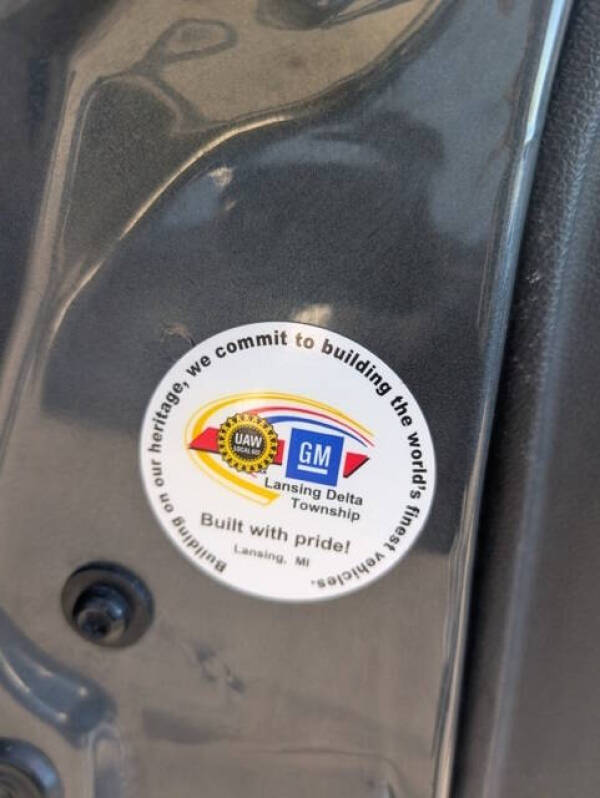 Building on our heritage, we commit to building the world's finest vehicles.
UAW
GM
Lansing Delta
Township
Built with pride!
Lansing, MI